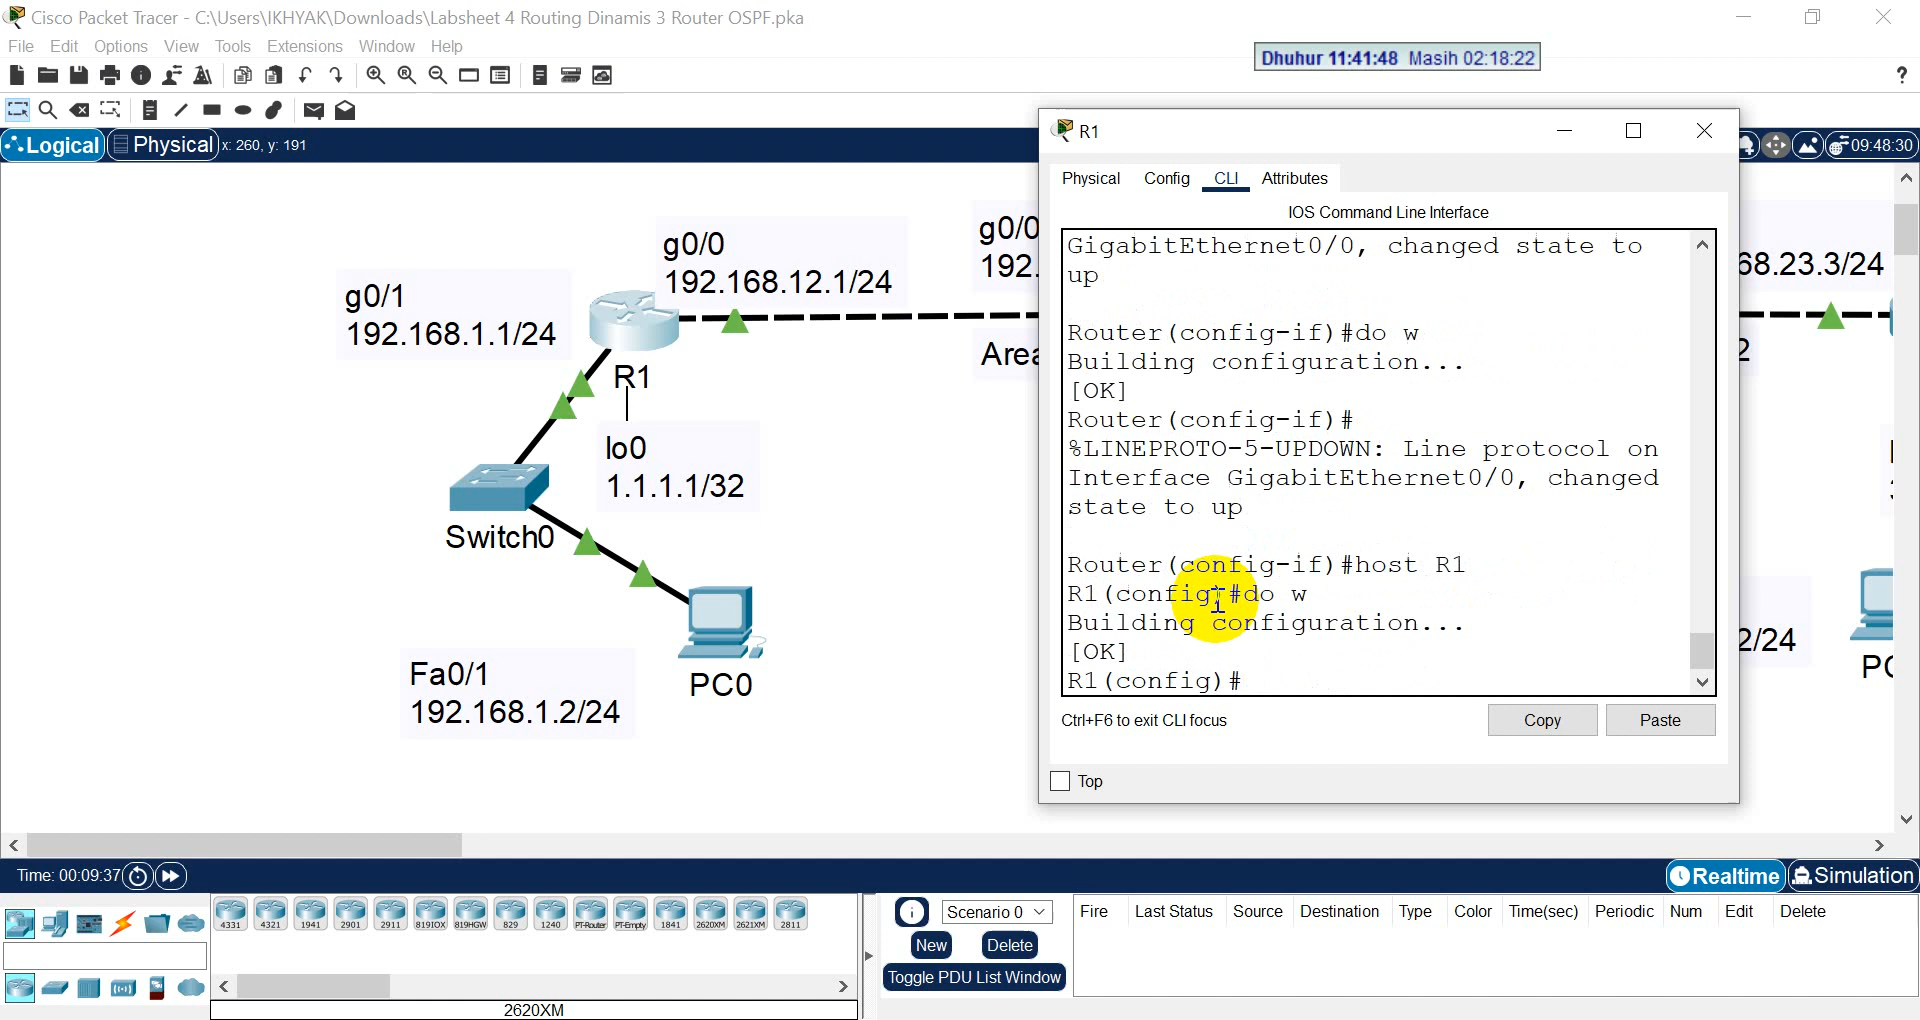 Cisco Packet Tracer - C:\Users\IKHYAK\Downloads\Labsheet 4 Routing Dinamis 3 Router OSPF.pka
File Edit Options View Tools Extensions Window Help
Dhuhur 11:41:48 Masih 02:18:22
?
Logical Physical x: 260, y: 191
09:48:30
g0/0
192.168.12.1/24
g0/1
192.168.1.1/24
R1
lo0
1.1.1.1/32
Switch0
PC0
Fa0/1
192.168.1.2/24
g0/0
192.
Area
68.23.3/24
2
2/24
PC
R1
Physical Config CLI Attributes
IOS Command Line Interface
GigabitEthernet0/0, changed state to
up
Router(config-if)#do w
Building configuration...
[OK]
Router(config-if)#
%LINEPROTO-5-UPDOWN: Line protocol on
Interface GigabitEthernet0/0, changed
state to up
Router(config-if)#host R1
R1(config)#do w
Building configuration...
[OK]
R1(config)#
Ctrl+F6 to exit CLI focus
Copy
Paste
Top
Time: 00:09:37
Realtime
Simulation
4331 4321 1941 2901 2911 819IOX 819HGW 829 1240 PT-Router PT-Empty 1841 2620XM 2621XM 2811
2620XM
Scenario 0
New Delete
Toggle PDU List Window
Fire Last Status Source Destination Type Color Time(sec) Periodic Num Edit Delete